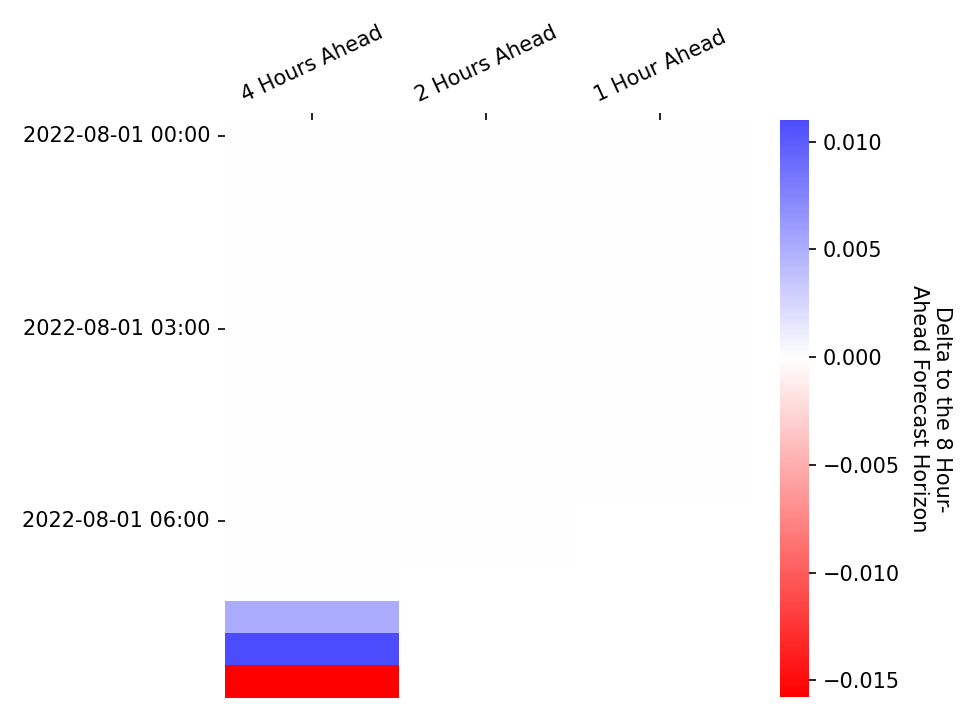 4 Hours Ahead
2 Hours Ahead
1 Hour Ahead
2022-08-01 00:00
2022-08-01 03:00
2022-08-01 06:00
0.010
0.005
0.000
−0.005
−0.010
−0.015
Delta to the 8 Hour-
Ahead Forecast Horizon